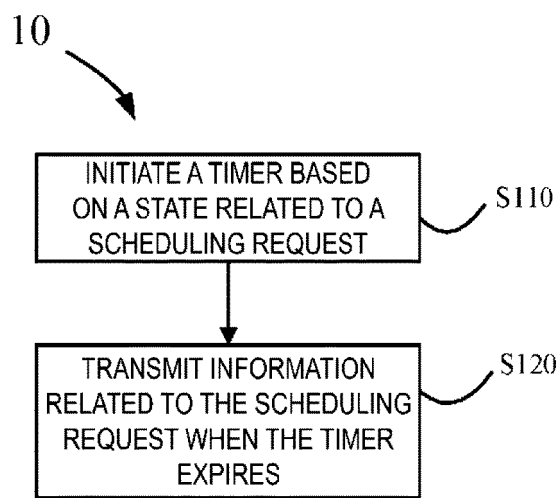 10
INITIATE A TIMER BASED
ON A STATE RELATED TO A
SCHEDULING REQUEST
S110
TRANSMIT INFORMATION
RELATED TO THE SCHEDULING
REQUEST WHEN THE TIMER
EXPIRES
S120